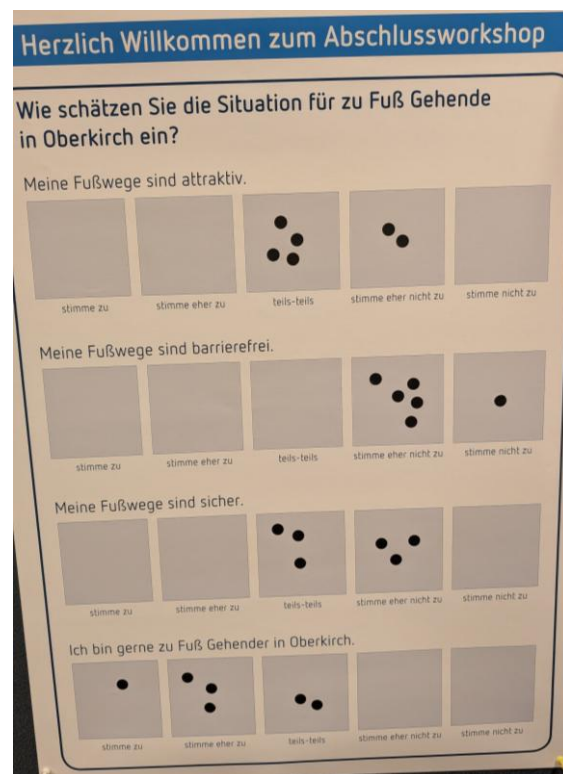 Herzlich Willkommen zum Abschlussworkshop
Wie schätzen Sie die Situation für zu Fuß Gehende
in Oberkirch ein?
Meine Fußwege sind attraktiv.
stimme zu stimme eher zu teils-teils stimme eher nicht zu stimme nicht zu
Meine Fußwege sind barrierefrei.
stimme zu stimme eher zu teils-teils stimme eher nicht zu stimme nicht zu
Meine Fußwege sind sicher.
stimme zu stimme eher zu teils-teils stimme eher nicht zu stimme nicht zu
Ich bin gerne zu Fuß Gehender in Oberkirch.
stimme zu stimme eher zu teils-teils stimme eher nicht zu stimme nicht zu